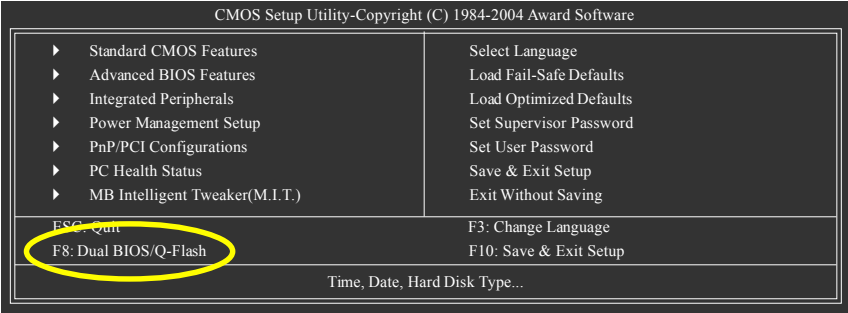 CMOS Setup Utility-Copyright (C) 1984-2004 Award Software
Standard CMOS Features
Advanced BIOS Features
Integrated Peripherals
Power Management Setup
PnP/PCI Configurations
PC Health Status
MB Intelligent Tweaker(M.I.T.)
Select Language
Load Fail-Safe Defaults
Load Optimized Defaults
Set Supervisor Password
Set User Password
Save & Exit Setup
Exit Without Saving
ESC: Quit
F3: Change Language
F8: Dual BIOS/Q-Flash
F10: Save & Exit Setup
Time, Date, Hard Disk Type...